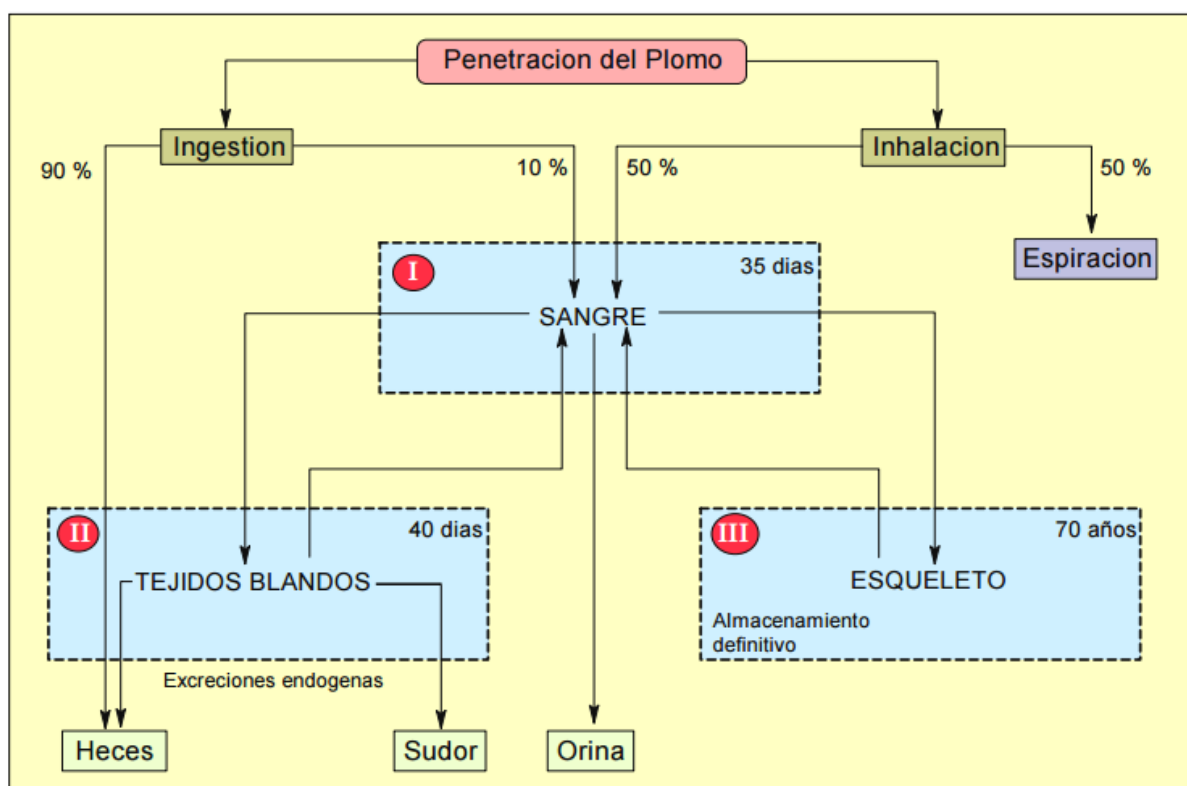 Penetracion del Plomo
Ingestion
Inhalacion
90 %
10 %
50 %
50 %
Espiracion
I
35 dias
SANGRE
II
40 dias
TEJIDOS BLANDOS
III
70 años
ESQUELETO
Almacenamiento
definitivo
Excreciones endogenas
Heces
Sudor
Orina